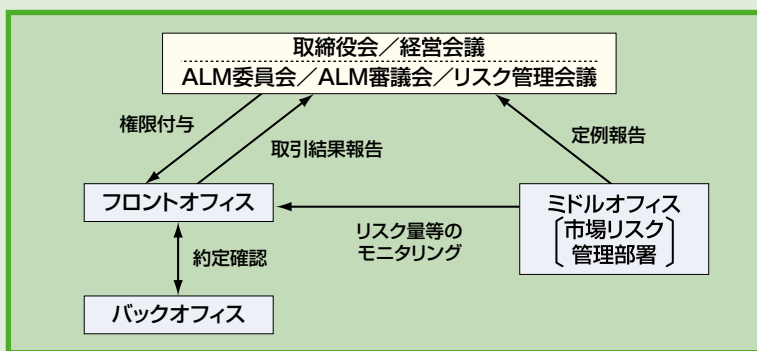 取締役会／経営会議
ALM委員会／ALM審議会／リスク管理会議
権限付与
取引結果報告
定例報告
フロントオフィス
リスク量等の
モニタリング
ミドルオフィス
市場リスク
管理部署
約定確認
バックオフィス